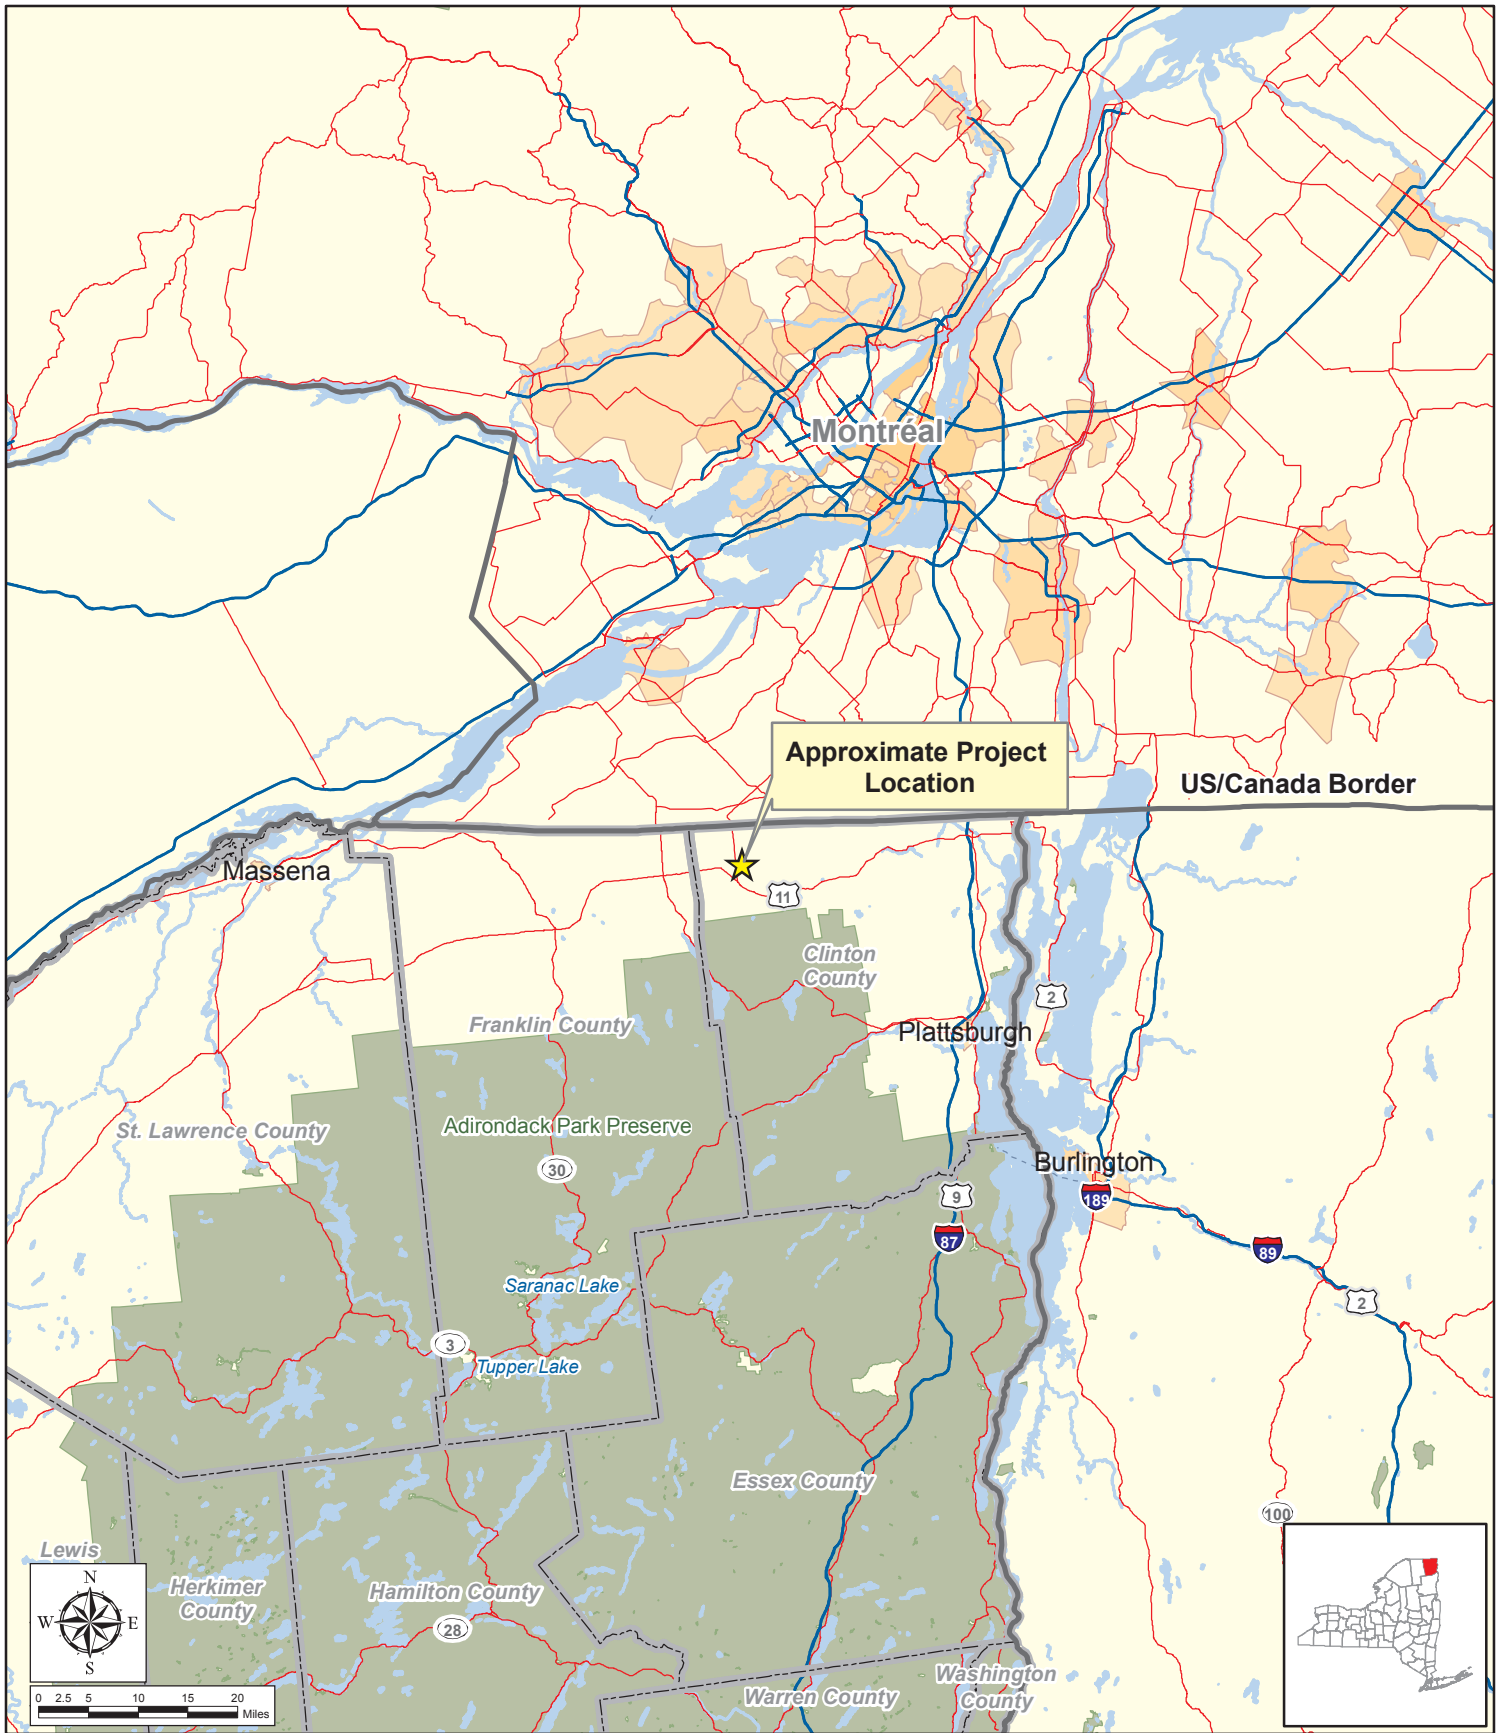 Montréal
Approximate Project
Location
US/Canada Border
Massena
11
Clinton
County
2
Franklin County
Plattsburgh
St. Lawrence County
Adirondack Park Preserve
30
Burlington
9
189
87
89
Saranac Lake
2
3
Tupper Lake
Essex County
100
Lewis
Herkimer
County
Hamilton County
28
Washington
County
Warren County
N
W
E
S
0 2.5 5 10 15 20
Miles